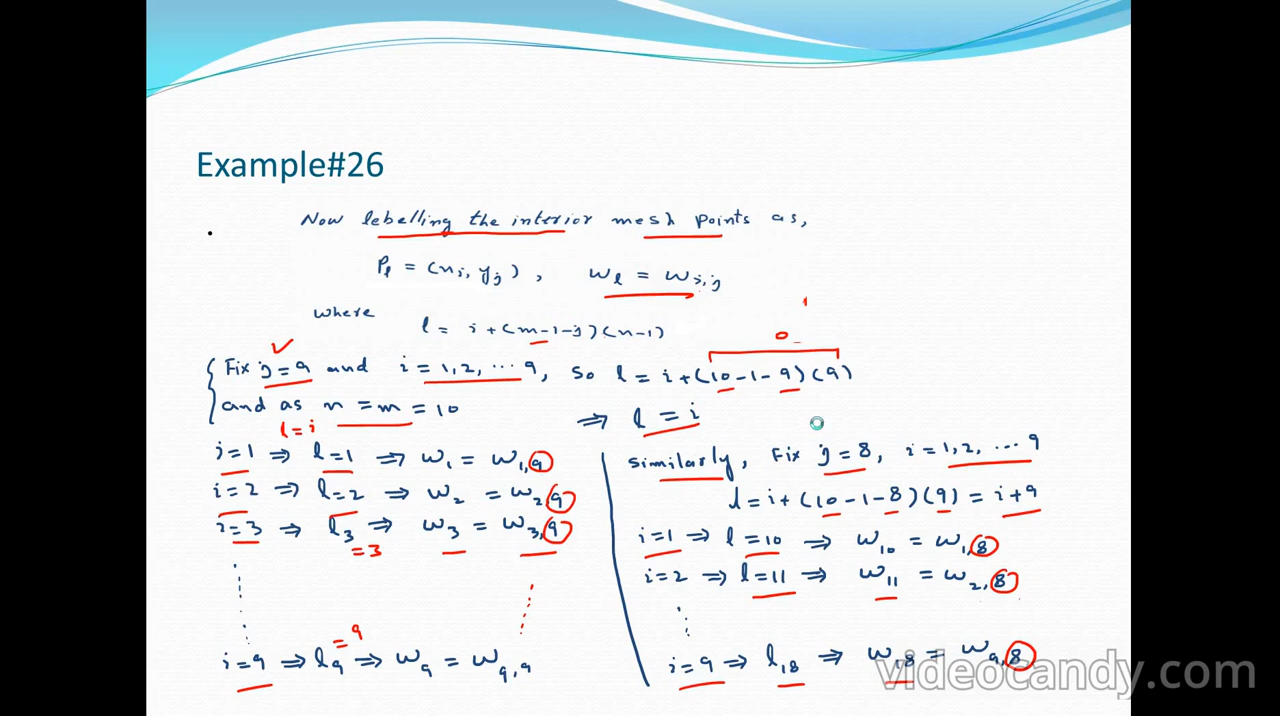 Example#26
Now lebelling the interior mesh points as,
Pl = (xi, yj), wl = wi,j
where l = i+(m-1-j)(n-1)
Fix j=9 and i = 1,2, ... 9, so l = i+(10-1-9)(9)
0
and as n = m = 10 ⇒ l = i
l=i
i=1 ⇒ l=1 ⇒ w1 = w1,9
i=2 ⇒ l=2 ⇒ w2 = w2,9
i=3 ⇒ l3 ⇒ w3 = w3,9
=3
=9
i=9 ⇒ l9 ⇒ w9 = w9,9
similarly, Fix j=8, i=1,2, ... 9
l=i+(10-1-8)(9) = i+9
i=1 ⇒ l=10 ⇒ w10 = w1,8
i=2 ⇒ l=11 ⇒ w11 = w2,8
i=9 ⇒ l18 ⇒ w18 = w9,8
videocandy.com